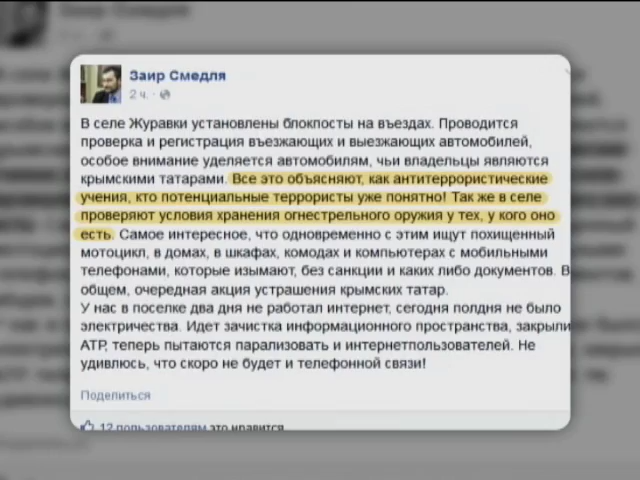 Заир Смедля
Заир Смедля
2 ч.
В селе Журавки установлены блокпосты на въездах. Проводится
проверка и регистрация въезжающих и выезжающих автомобилей,
особое внимание уделяется автомобилям, чьи владельцы являются
крымскими татарами. Все это объясняют, как антитеррористические
учения, кто потенциальные террористы уже понятно! Так же в селе
проверяют условия хранения огнестрельного оружия у тех, у кого оно
есть. Самое интересное, что одновременно с этим ищут похищенный
мотоцикл, в домах, в шкафах, комодах и компьютерах с мобильными
телефонами, которые изымают, без санкции и каких либо документов. В
общем, очередная акция устрашения крымских татар.
У нас в поселке два дня не работал интернет, сегодня полдня не было
электричества. Идет зачистка информационного пространства, закрыли
АТР, теперь пытаются парализовать и интернетпользователей. Не
удивлюсь, что скоро не будет и телефонной связи!
Поделиться
12 пользователям это нравится